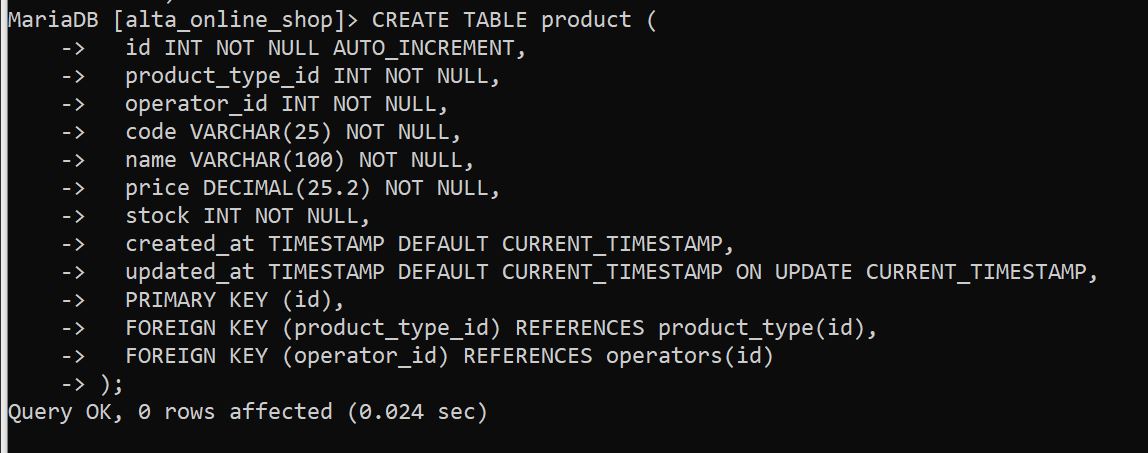 MariaDB [alta_online_shop]> CREATE TABLE product (
    ->   id INT NOT NULL AUTO_INCREMENT,
    ->   product_type_id INT NOT NULL,
    ->   operator_id INT NOT NULL,
    ->   code VARCHAR(25) NOT NULL,
    ->   name VARCHAR(100) NOT NULL,
    ->   price DECIMAL(25.2) NOT NULL,
    ->   stock INT NOT NULL,
    ->   created_at TIMESTAMP DEFAULT CURRENT_TIMESTAMP,
    ->   updated_at TIMESTAMP DEFAULT CURRENT_TIMESTAMP ON UPDATE CURRENT_TIMESTAMP,
    ->   PRIMARY KEY (id),
    ->   FOREIGN KEY (product_type_id) REFERENCES product_type(id),
    ->   FOREIGN KEY (operator_id) REFERENCES operators(id)
    -> );
Query OK, 0 rows affected (0.024 sec)